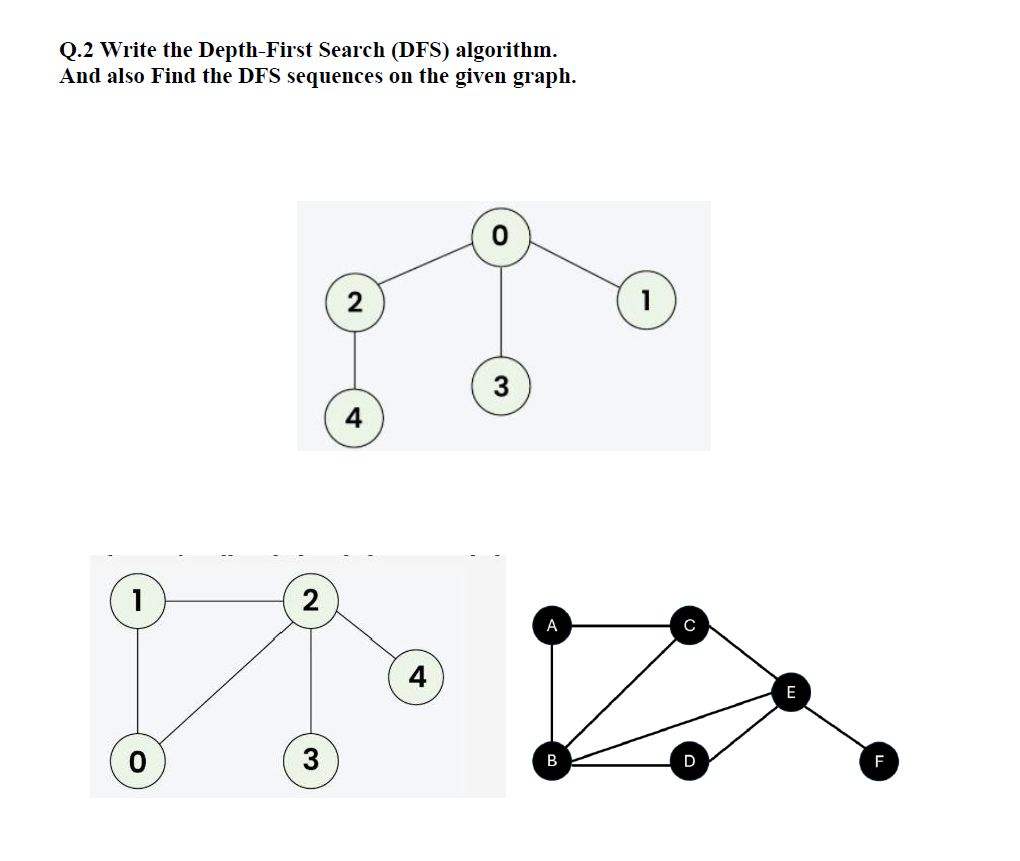 Q.2 Write the Depth-First Search (DFS) algorithm.
And also Find the DFS sequences on the given graph.
0
2
1
3
4
1
2
4
0
3
A
C
E
B
D
F